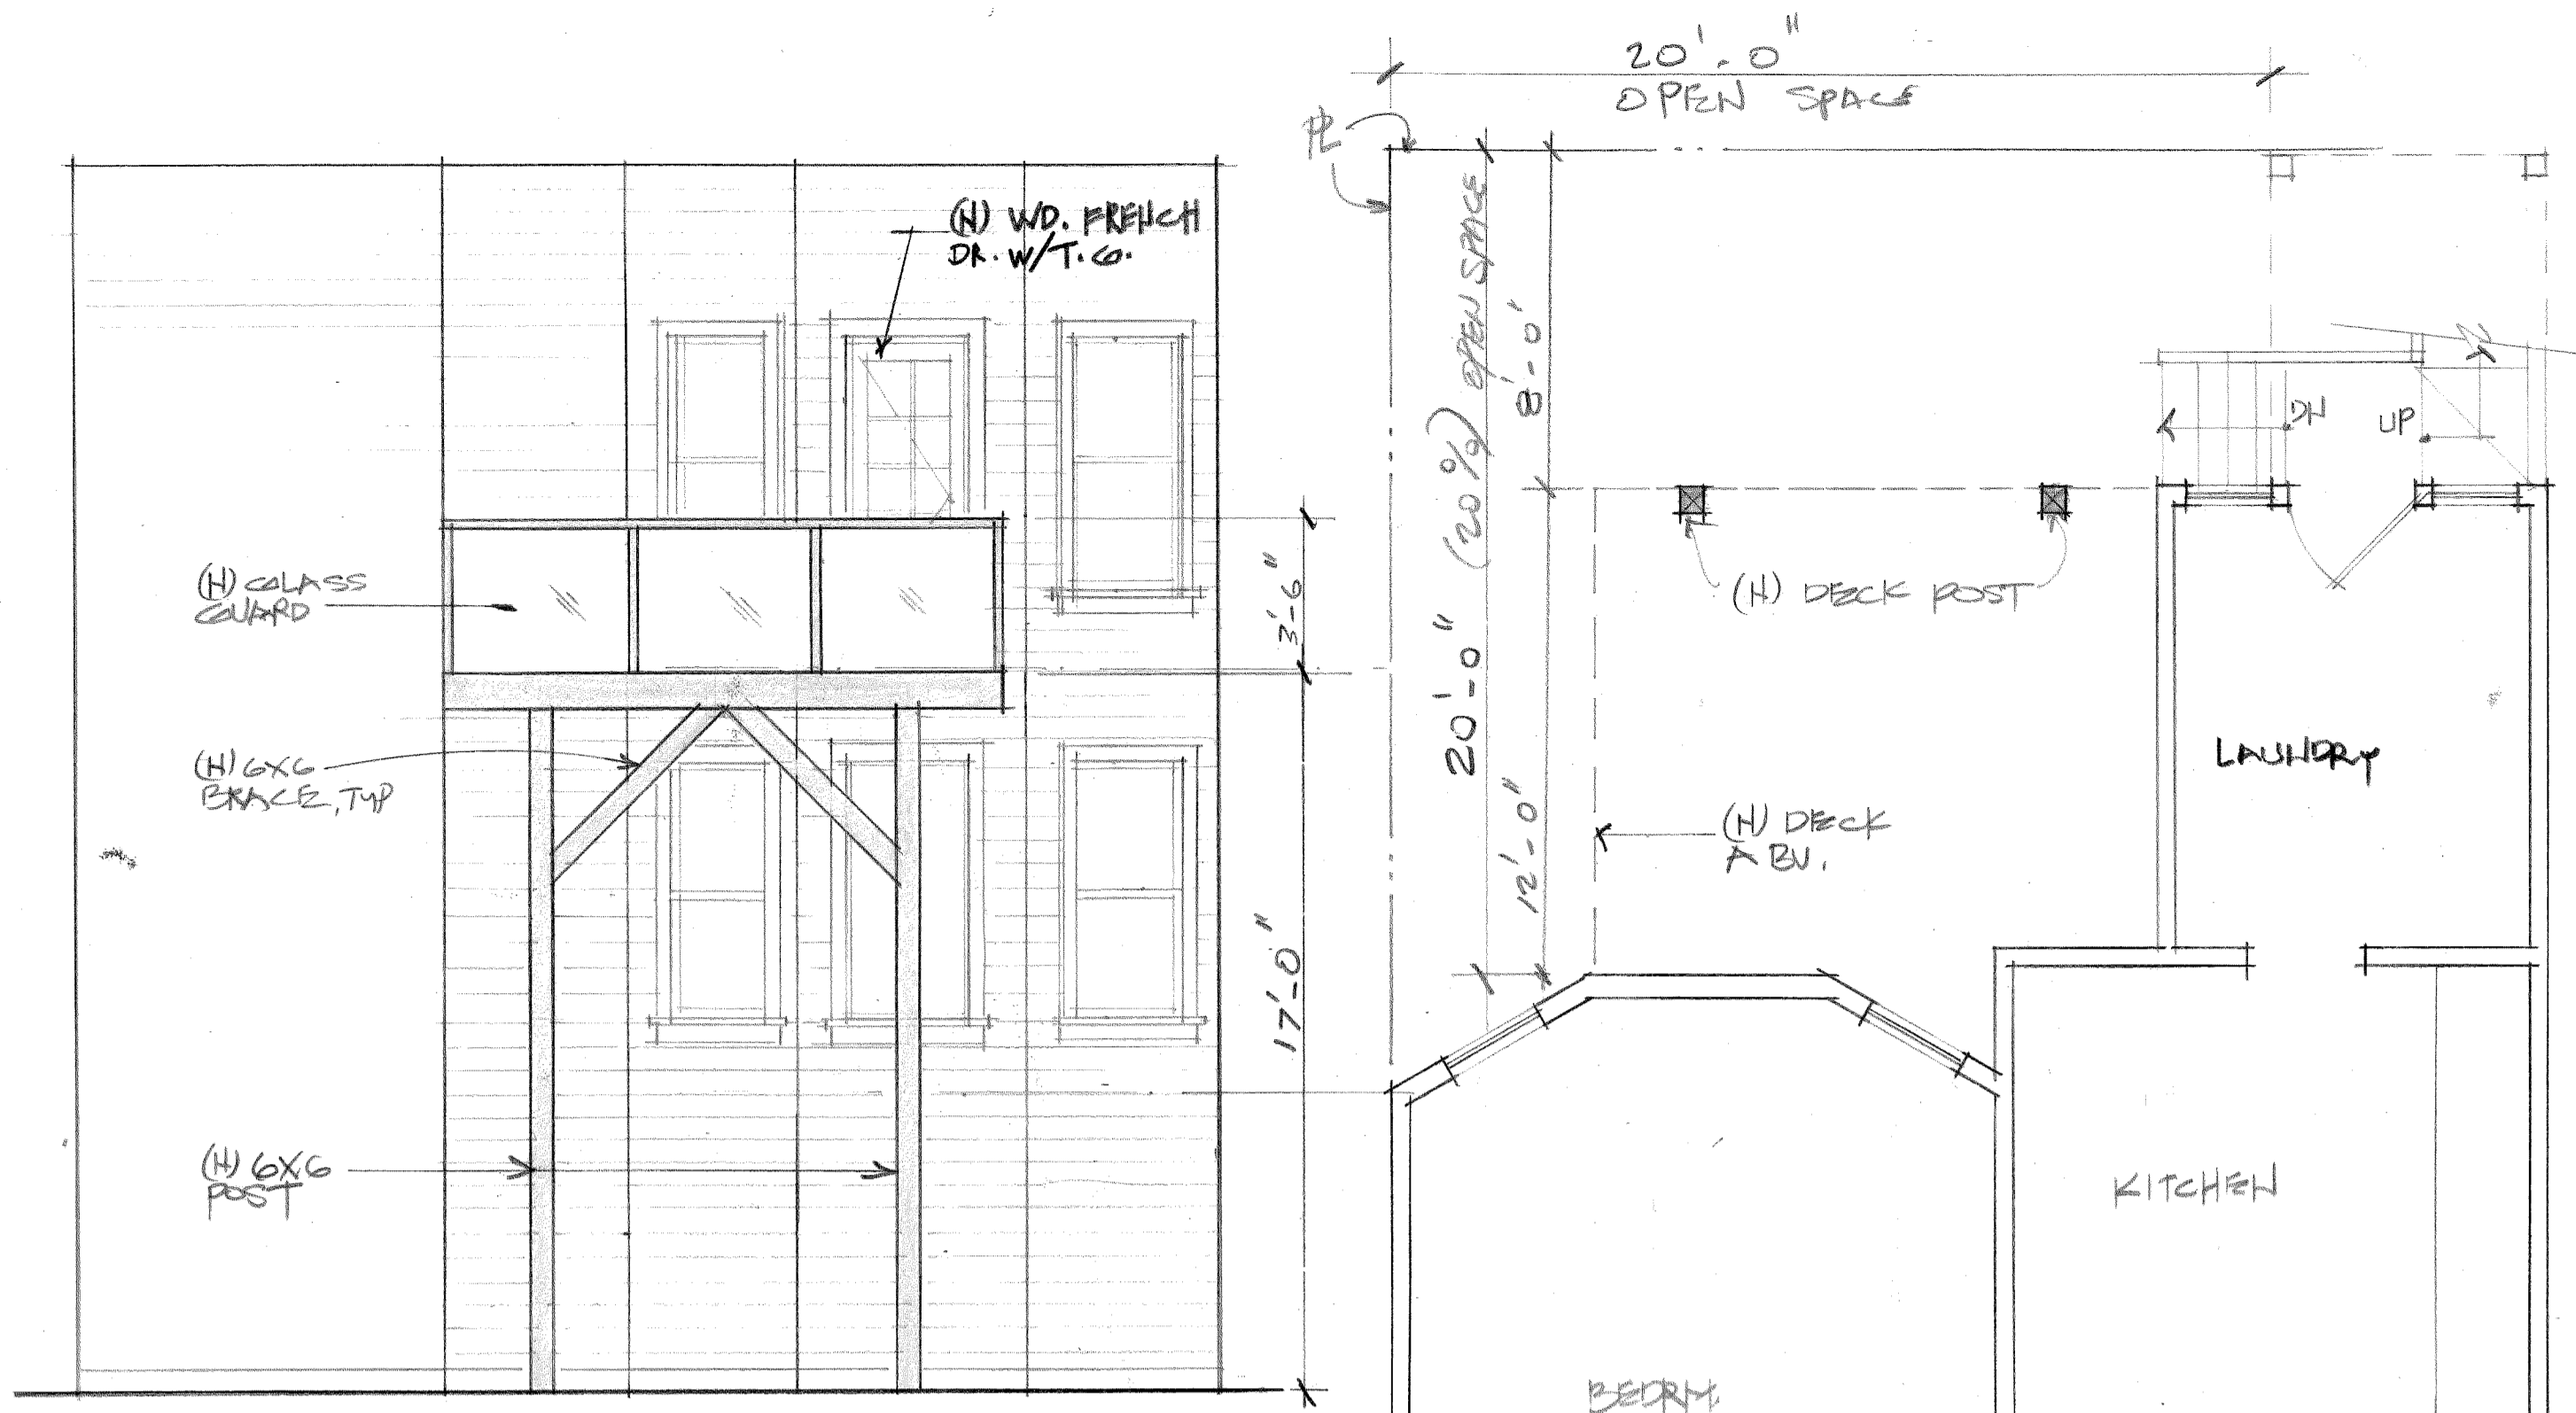 (N) WD. FRENCH
DR. W/T.G.
(N) GLASS
GUARD
(N) 6X6
BRACE, TYP
(N) 6X6
POST
3'-6"
17'-0"
20'-0"
OPEN SPACE
PL
20'-0" (20%) OPEN SPACE
8'-0'
12'-0"
DN
UP
(N) DECK POST
(N) DECK
ABV.
LAUNDRY
KITCHEN
BEDRM.